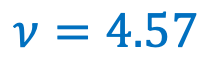 ν = 4.57